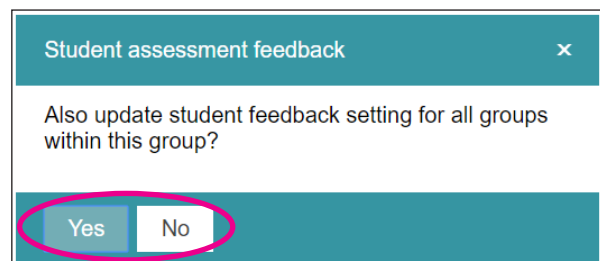 Student assessment feedback ×
Also update student feedback setting for all groups
within this group?
Yes No